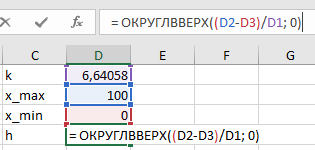 = ОКРУГЛВВЕРХ((D2-D3)/D1; 0)
C D E F G
k 6,64058
x_max 100
x_min 0
h = ОКРУГЛВВЕРХ((D2-D3)/D1; 0)